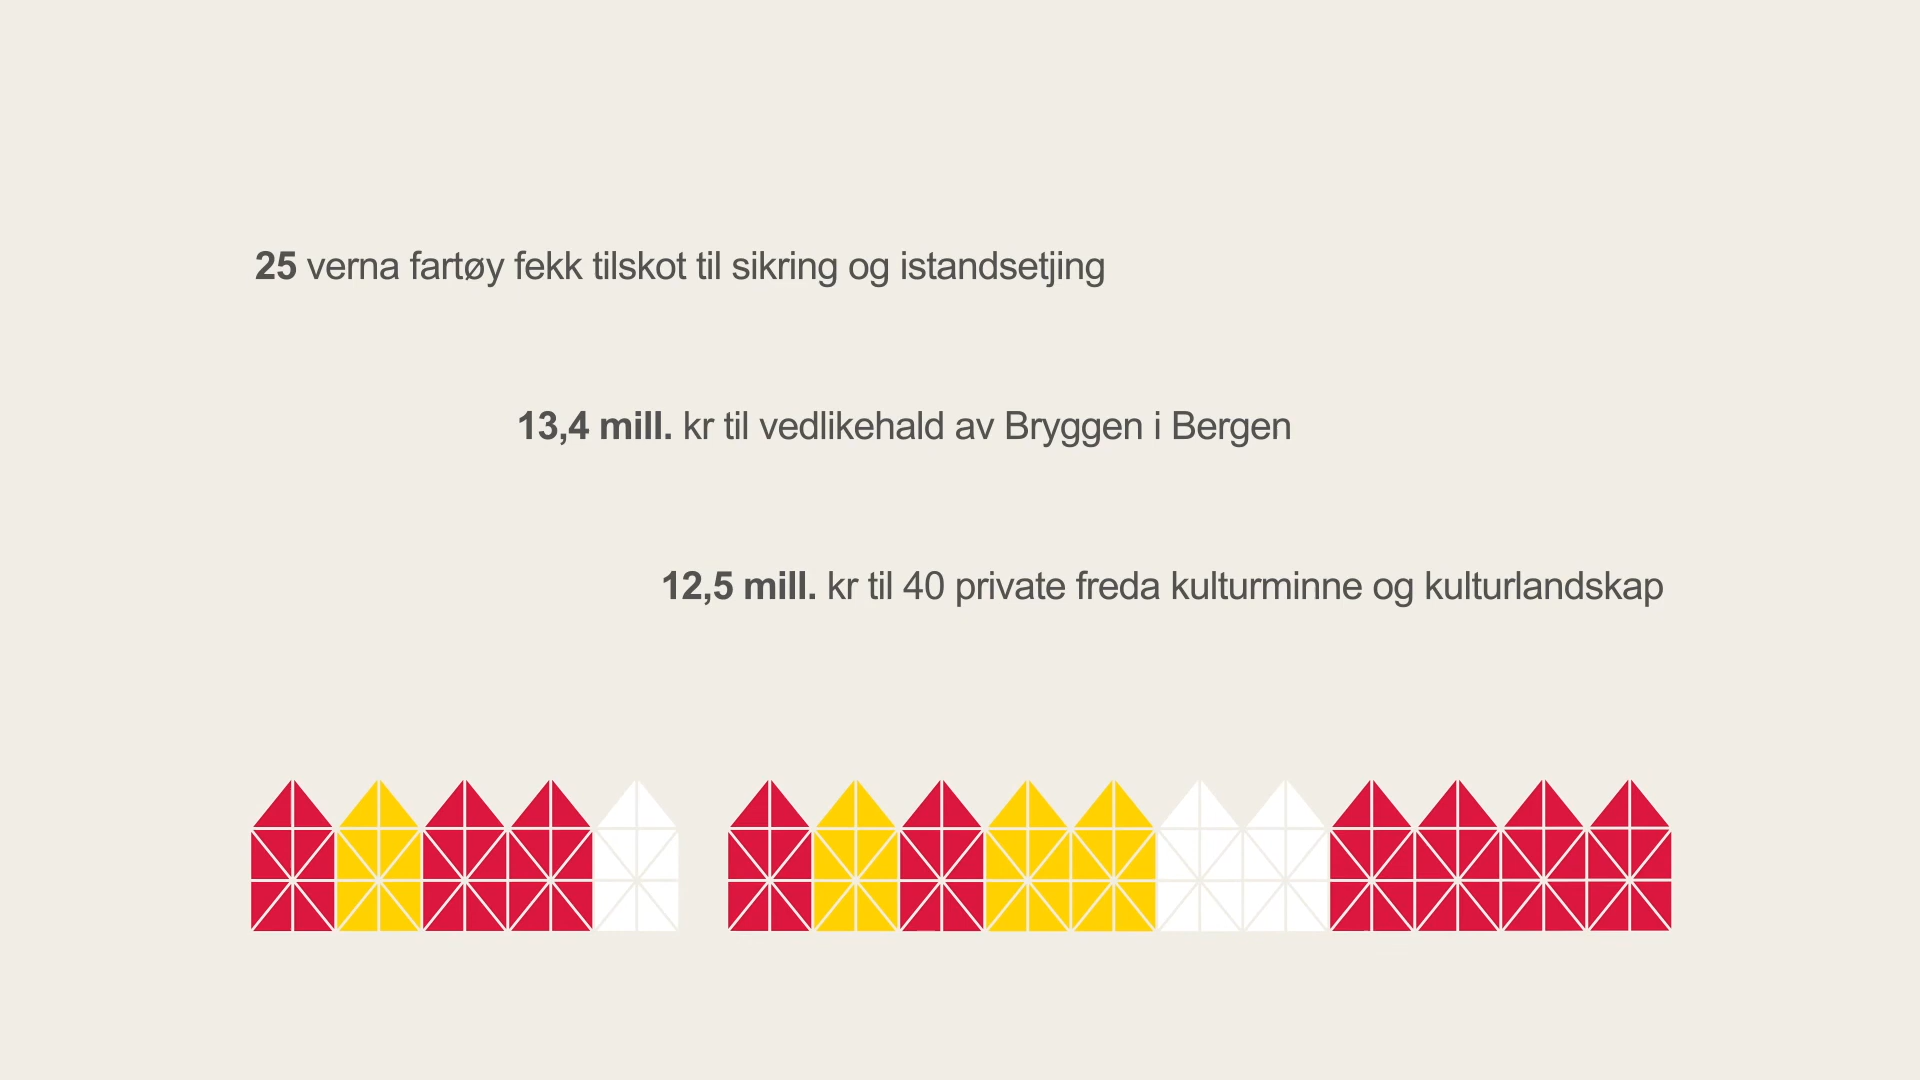 25 verna fartøy fekk tilskot til sikring og istandsetjing
13,4 mill. kr til vedlikehald av Bryggen i Bergen
12,5 mill. kr til 40 private freda kulturminne og kulturlandskap